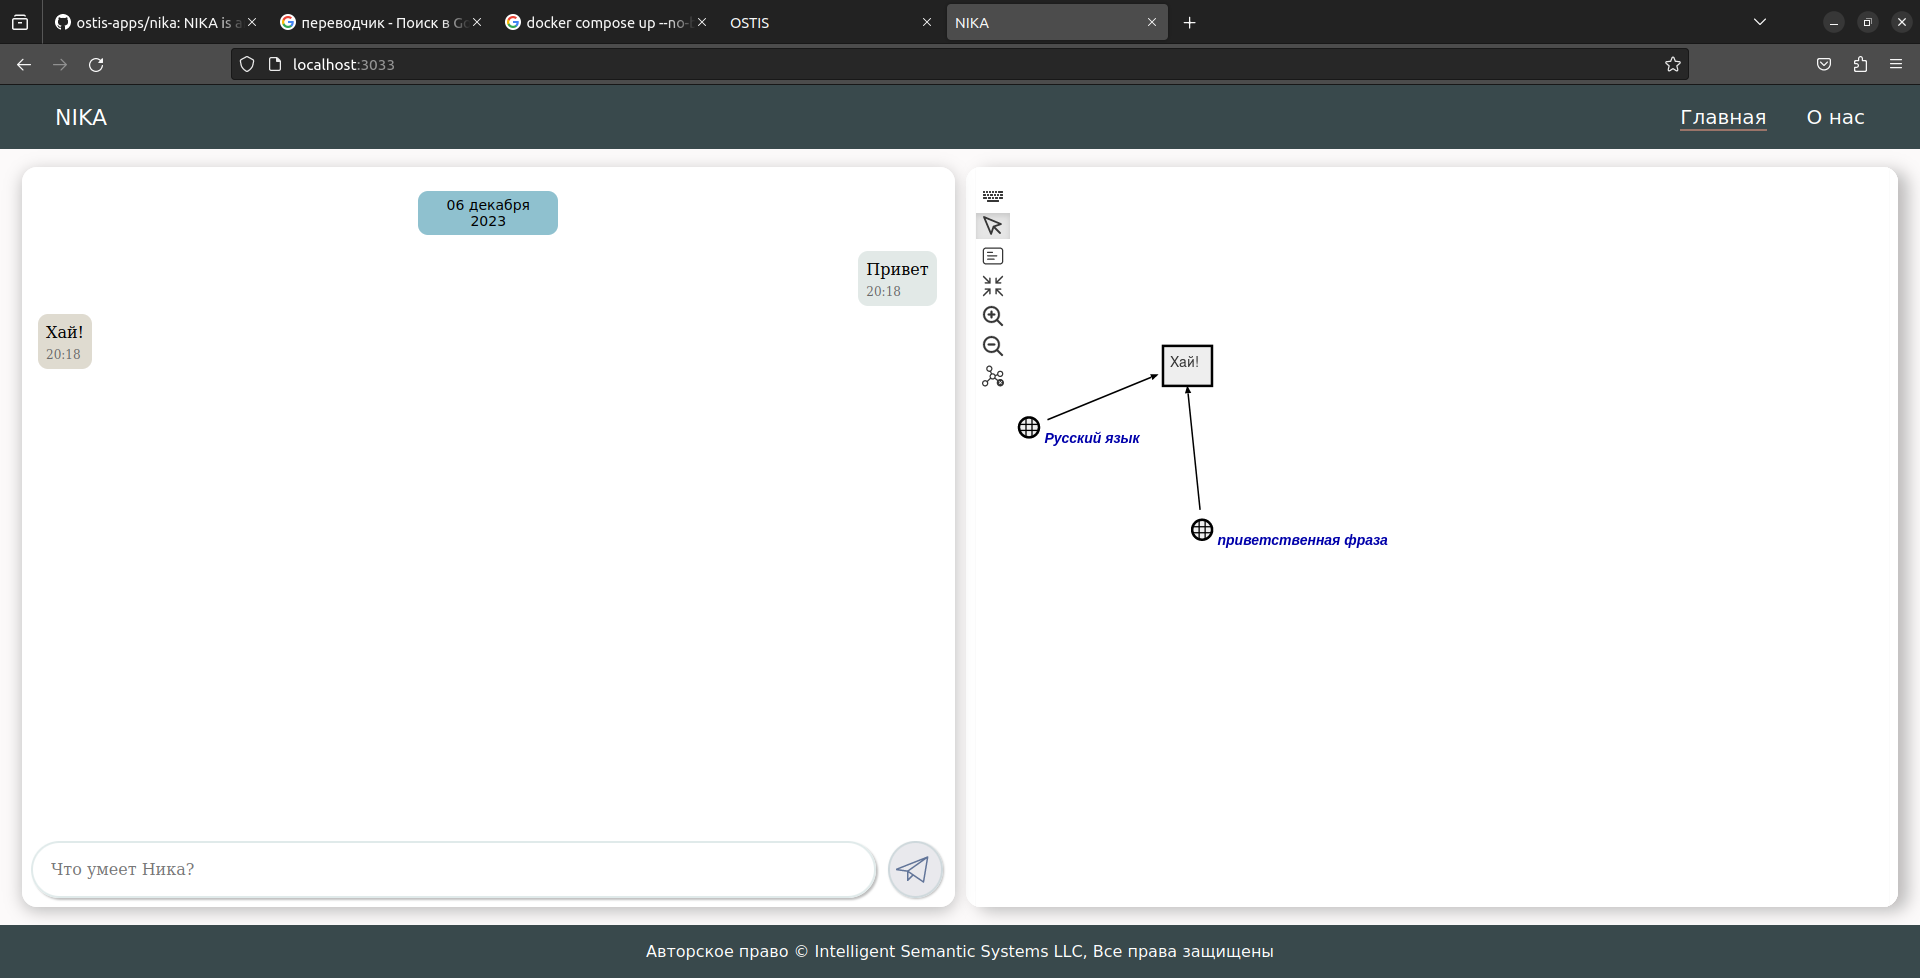 ostis-apps/nika: NIKA is a
переводчик - Поиск в Go
docker compose up --no-b
OSTIS
NIKA
localhost:3033
NIKA
Главная
О нас
06 декабря
2023
Привет
20:18
Хай!
20:18
Хай!
Русский язык
приветственная фраза
Что умеет Ника?
Авторское право © Intelligent Semantic Systems LLC, Все права защищены